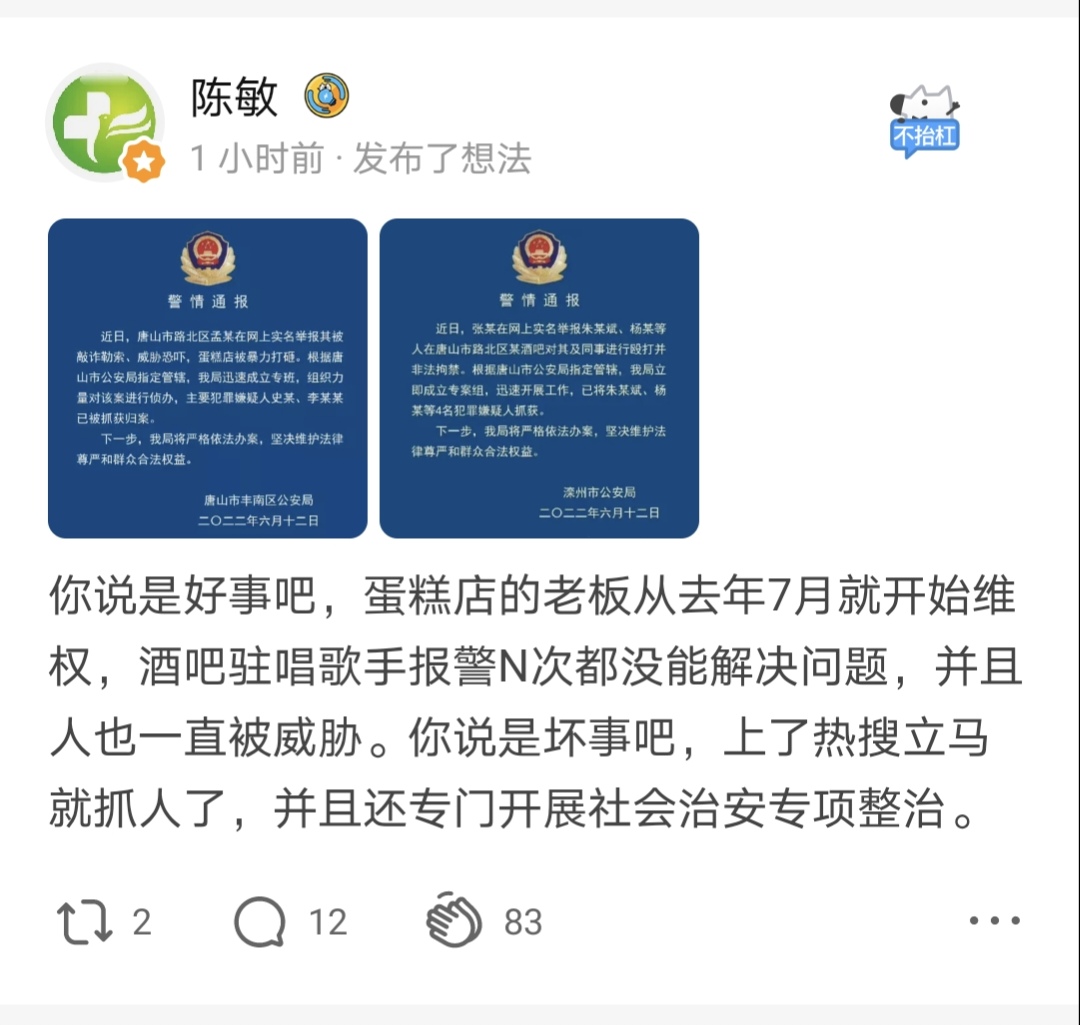 陈敏
1 小时前 · 发布了想法
不抬杠
警情通报
近日，唐山市路北区孟某在网上实名举报其被
敲诈勒索、威胁恐吓，蛋糕店被暴力打砸。根据唐
山市公安局指定管辖，我局迅速成立专班，组织力
量对该案进行侦办，主要犯罪嫌疑人史某、李某某
已被抓获归案。
下一步，我局将严格依法办案，坚决维护法律
尊严和群众合法权益。
唐山市丰南区公安局
二〇二二年六月十二日
警情通报
近日，张某在网上实名举报朱某斌、杨某等
人在唐山市路北区某酒吧对其及同事进行殴打并
非法拘禁。根据唐山市公安局指定管辖，我局立
即成立专案组，迅速开展工作，已将朱某斌、杨
某等4名犯罪嫌疑人抓获。
下一步，我局将严格依法办案，坚决维护法
律尊严和群众合法权益。
滦州市公安局
二〇二二年六月十二日
你说是好事吧，蛋糕店的老板从去年7月就开始维
权，酒吧驻唱歌手报警N次都没能解决问题，并且
人也一直被威胁。你说是坏事吧，上了热搜立马
就抓人了，并且还专门开展社会治安专项整治。
2
12
83